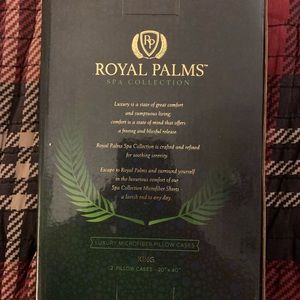 RP
ROYAL PALMS™
SPA COLLECTION
Luxury is a state of great comfort
and sumptuous living;
comfort is a state of mind that offers
a freeing and blissful release.
Royal Palms Spa Collection is crafted and refined
for soothing serenity.
Escape to Royal Palms and surround yourself
in the luxurious comfort of our
Spa Collection Microfiber Sheets
a lavish end to any day.
LUXURY MICROFIBER PILLOW CASES
KING
2 PILLOW CASES - 20" x 40"